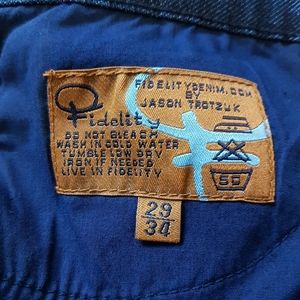 FIDELITYDENIM.COM
BY
JASON TROTZUK
Fidelity
DO NOT BLEACH
WASH IN COLD WATER
TUMBLE LOW DRY
IRON IF NEEDED
LIVE IN FIDELITY
50
29
34